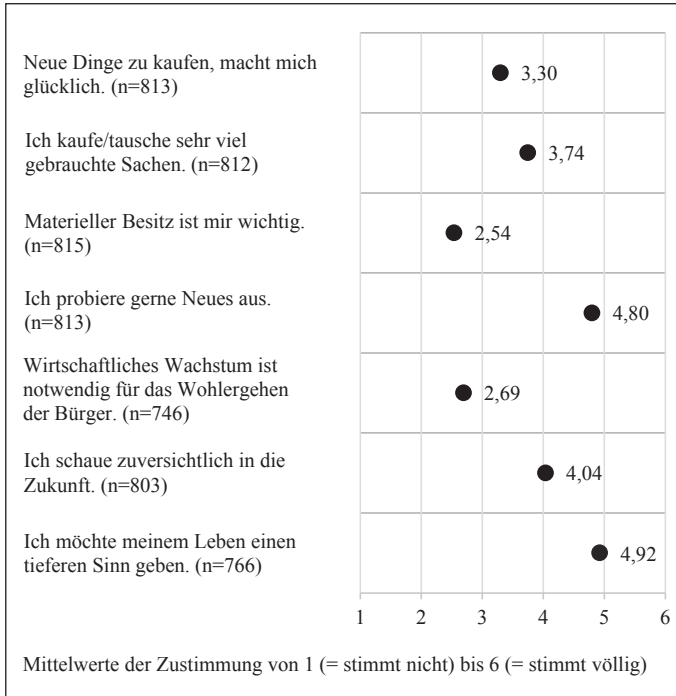 Neue Dinge zu kaufen, macht mich
glücklich. (n=813)
3,30
Ich kaufe/tausche sehr viel
gebrauchte Sachen. (n=812)
3,74
Materieller Besitz ist mir wichtig.
(n=815)
2,54
Ich probiere gerne Neues aus.
(n=813)
4,80
Wirtschaftliches Wachstum ist
notwendig für das Wohlergehen
der Bürger. (n=746)
2,69
Ich schaue zuversichtlich in die
Zukunft. (n=803)
4,04
Ich möchte meinem Leben einen
tieferen Sinn geben. (n=766)
4,92
1 2 3 4 5 6
Mittelwerte der Zustimmung von 1 (= stimmt nicht) bis 6 (= stimmt völlig)